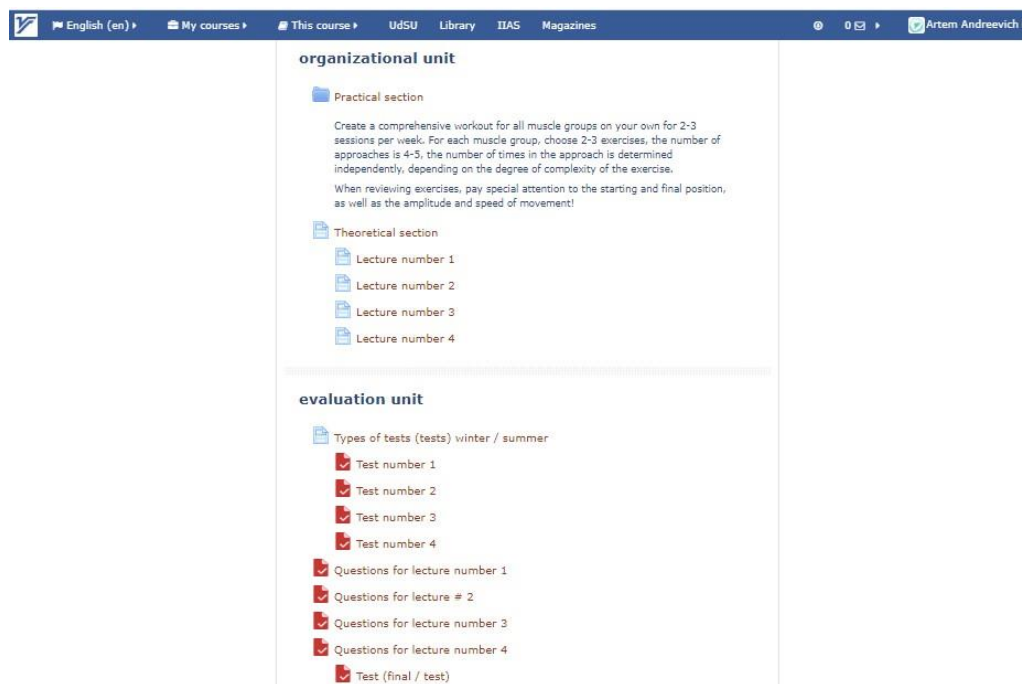 English (en) My courses This course UdSU Library IIAS Magazines 0 Artem Andreevich
organizational unit
Practical section
Create a comprehensive workout for all muscle groups on your own for 2-3
sessions per week. For each muscle group, choose 2-3 exercises, the number of
approaches is 4-5, the number of times in the approach is determined
independently, depending on the degree of complexity of the exercise.
When reviewing exercises, pay special attention to the starting and final position,
as well as the amplitude and speed of movement!
Theoretical section
Lecture number 1
Lecture number 2
Lecture number 3
Lecture number 4
evaluation unit
Types of tests (tests) winter / summer
Test number 1
Test number 2
Test number 3
Test number 4
Questions for lecture number 1
Questions for lecture # 2
Questions for lecture number 3
Questions for lecture number 4
Test (final / test)